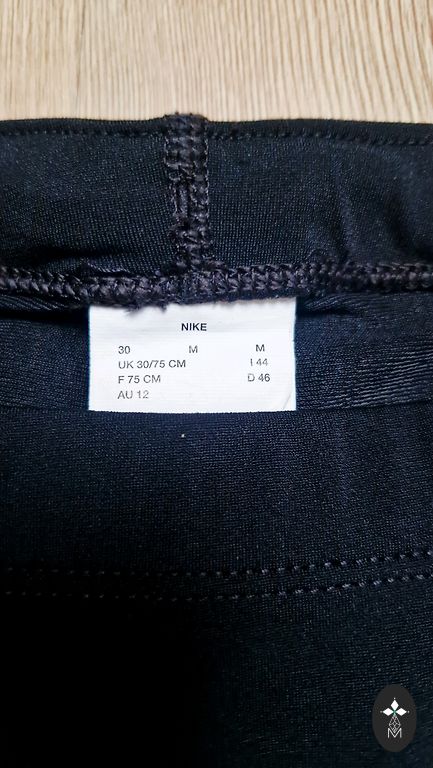 NIKE
30 M M
UK 30/75 CM I 44
F 75 CM D 46
AU 12
M